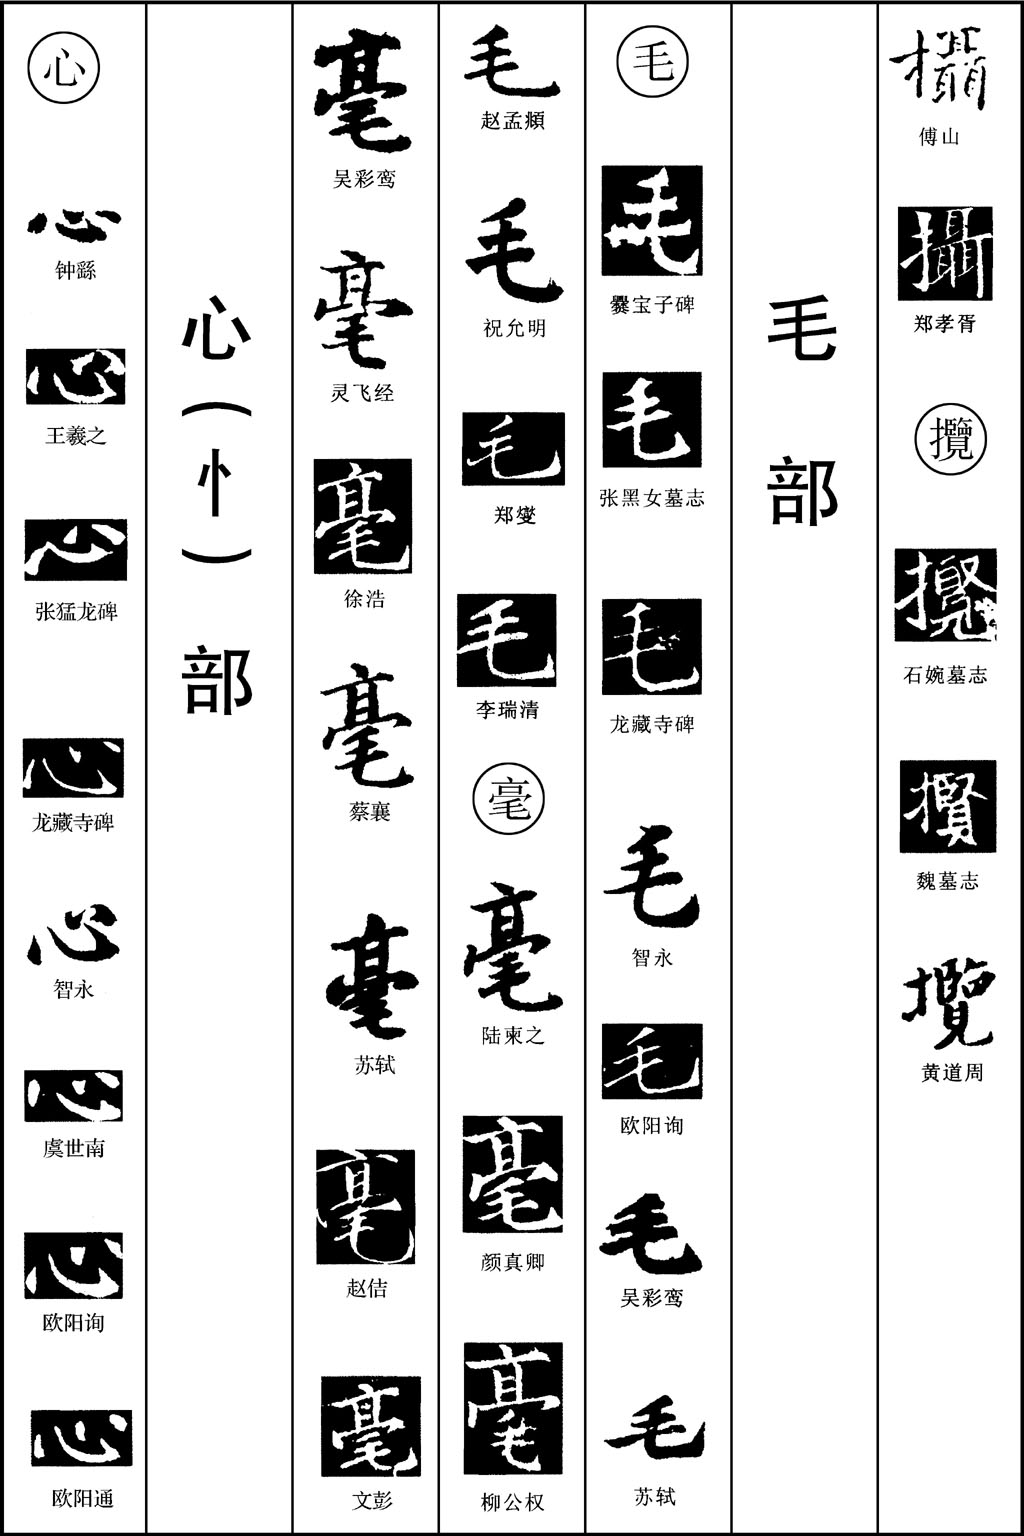 攝
傅山
攝
郑孝胥
攬
攬
石婉墓志
攬
魏墓志
攬
黄道周
毛部
毛
毛
爨宝子碑
毛
张黑女墓志
毛
龙藏寺碑
毛
智永
毛
欧阳询
毛
吴彩鸾
毛
苏轼
毛
赵孟頫
毛
祝允明
毛
郑燮
毛
李瑞清
毫
毫
陆柬之
毫
颜真卿
毫
柳公权
毫
吴彩鸾
毫
灵飞经
毫
徐浩
毫
蔡襄
毫
苏轼
毫
赵佶
毫
文彭
心(忄)部
心
心
钟繇
心
王羲之
心
张猛龙碑
心
龙藏寺碑
心
智永
心
虞世南
心
欧阳询
心
欧阳通